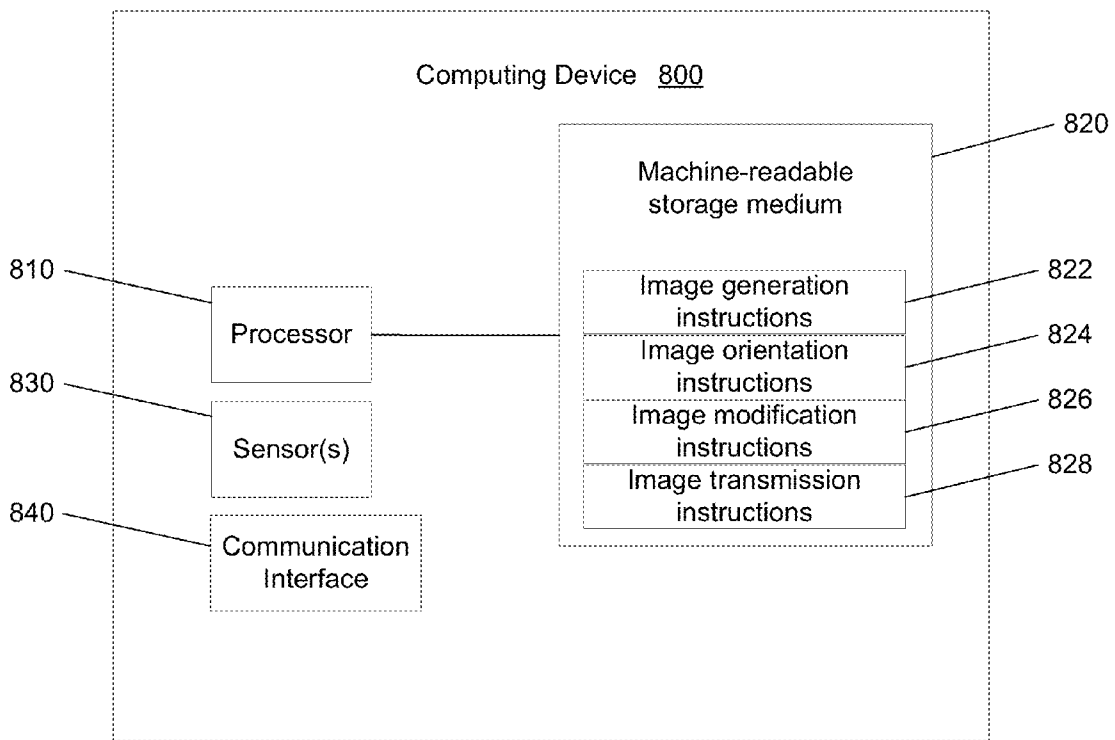 Computing Device 800
820
Machine-readable
storage medium
810
Processor
822
Image generation
instructions
824
Image orientation
instructions
830
Sensor(s)
826
Image modification
instructions
828
Image transmission
instructions
840
Communication
Interface